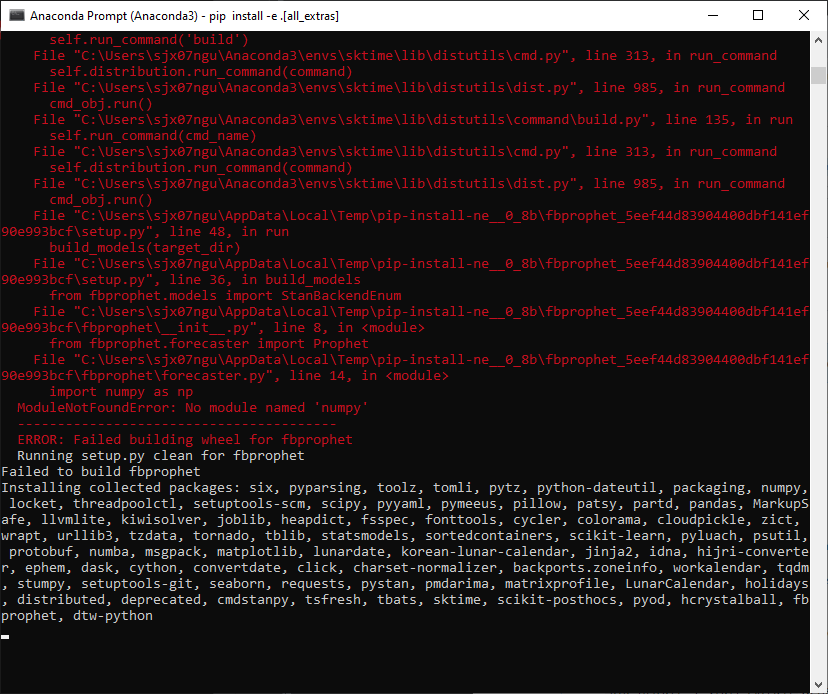 Anaconda Prompt (Anaconda3) - pip install -e .[all_extras]
self.run_command('build')
File "C:\Users\sjx07ngu\Anaconda3\envs\sktime\lib\distutils\cmd.py", line 313, in run_command
self.distribution.run_command(command)
File "C:\Users\sjx07ngu\Anaconda3\envs\sktime\lib\distutils\dist.py", line 985, in run_command
cmd_obj.run()
File "C:\Users\sjx07ngu\Anaconda3\envs\sktime\lib\distutils\command\build.py", line 135, in run
self.run_command(cmd_name)
File "C:\Users\sjx07ngu\Anaconda3\envs\sktime\lib\distutils\cmd.py", line 313, in run_command
self.distribution.run_command(command)
File "C:\Users\sjx07ngu\Anaconda3\envs\sktime\lib\distutils\dist.py", line 985, in run_command
cmd_obj.run()
File "C:\Users\sjx07ngu\AppData\Local\Temp\pip-install-ne__0_8b\fbprophet_5eef44d83904400dbf141ef
90e993bcf\setup.py", line 48, in run
build_models(target_dir)
File "C:\Users\sjx07ngu\AppData\Local\Temp\pip-install-ne__0_8b\fbprophet_5eef44d83904400dbf141ef
90e993bcf\setup.py", line 36, in build_models
from fbprophet.models import StanBackendEnum
File "C:\Users\sjx07ngu\AppData\Local\Temp\pip-install-ne__0_8b\fbprophet_5eef44d83904400dbf141ef
90e993bcf\fbprophet\__init__.py", line 8, in <module>
from fbprophet.forecaster import Prophet
File "C:\Users\sjx07ngu\AppData\Local\Temp\pip-install-ne__0_8b\fbprophet_5eef44d83904400dbf141ef
90e993bcf\fbprophet\forecaster.py", line 14, in <module>
import numpy as np
ModuleNotFoundError: No module named 'numpy'
----------------------------------------
ERROR: Failed building wheel for fbprophet
Running setup.py clean for fbprophet
Failed to build fbprophet
Installing collected packages: six, pyparsing, toolz, tomli, pytz, python-dateutil, packaging, numpy,
locket, threadpoolctl, setuptools-scm, scipy, pyyaml, pymeeus, pillow, patsy, partd, pandas, MarkupS
afe, llvmlite, kiwisolver, joblib, heapdict, fsspec, fonttools, cycler, colorama, cloudpickle, zict,
wrapt, urllib3, tzdata, tornado, tblib, statsmodels, sortedcontainers, scikit-learn, pyluach, psutil,
protobuf, numba, msgpack, matplotlib, lunardate, korean-lunar-calendar, jinja2, idna, hijri-converte
r, ephem, dask, cython, convertdate, click, charset-normalizer, backports.zoneinfo, workalendar, tqdm
, stumpy, setuptools-git, seaborn, requests, pystan, pmdarima, matrixprofile, LunarCalendar, holidays
, distributed, deprecated, cmdstanpy, tsfresh, tbats, sktime, scikit-posthocs, pyod, hcrystalball, fb
prophet, dtw-python